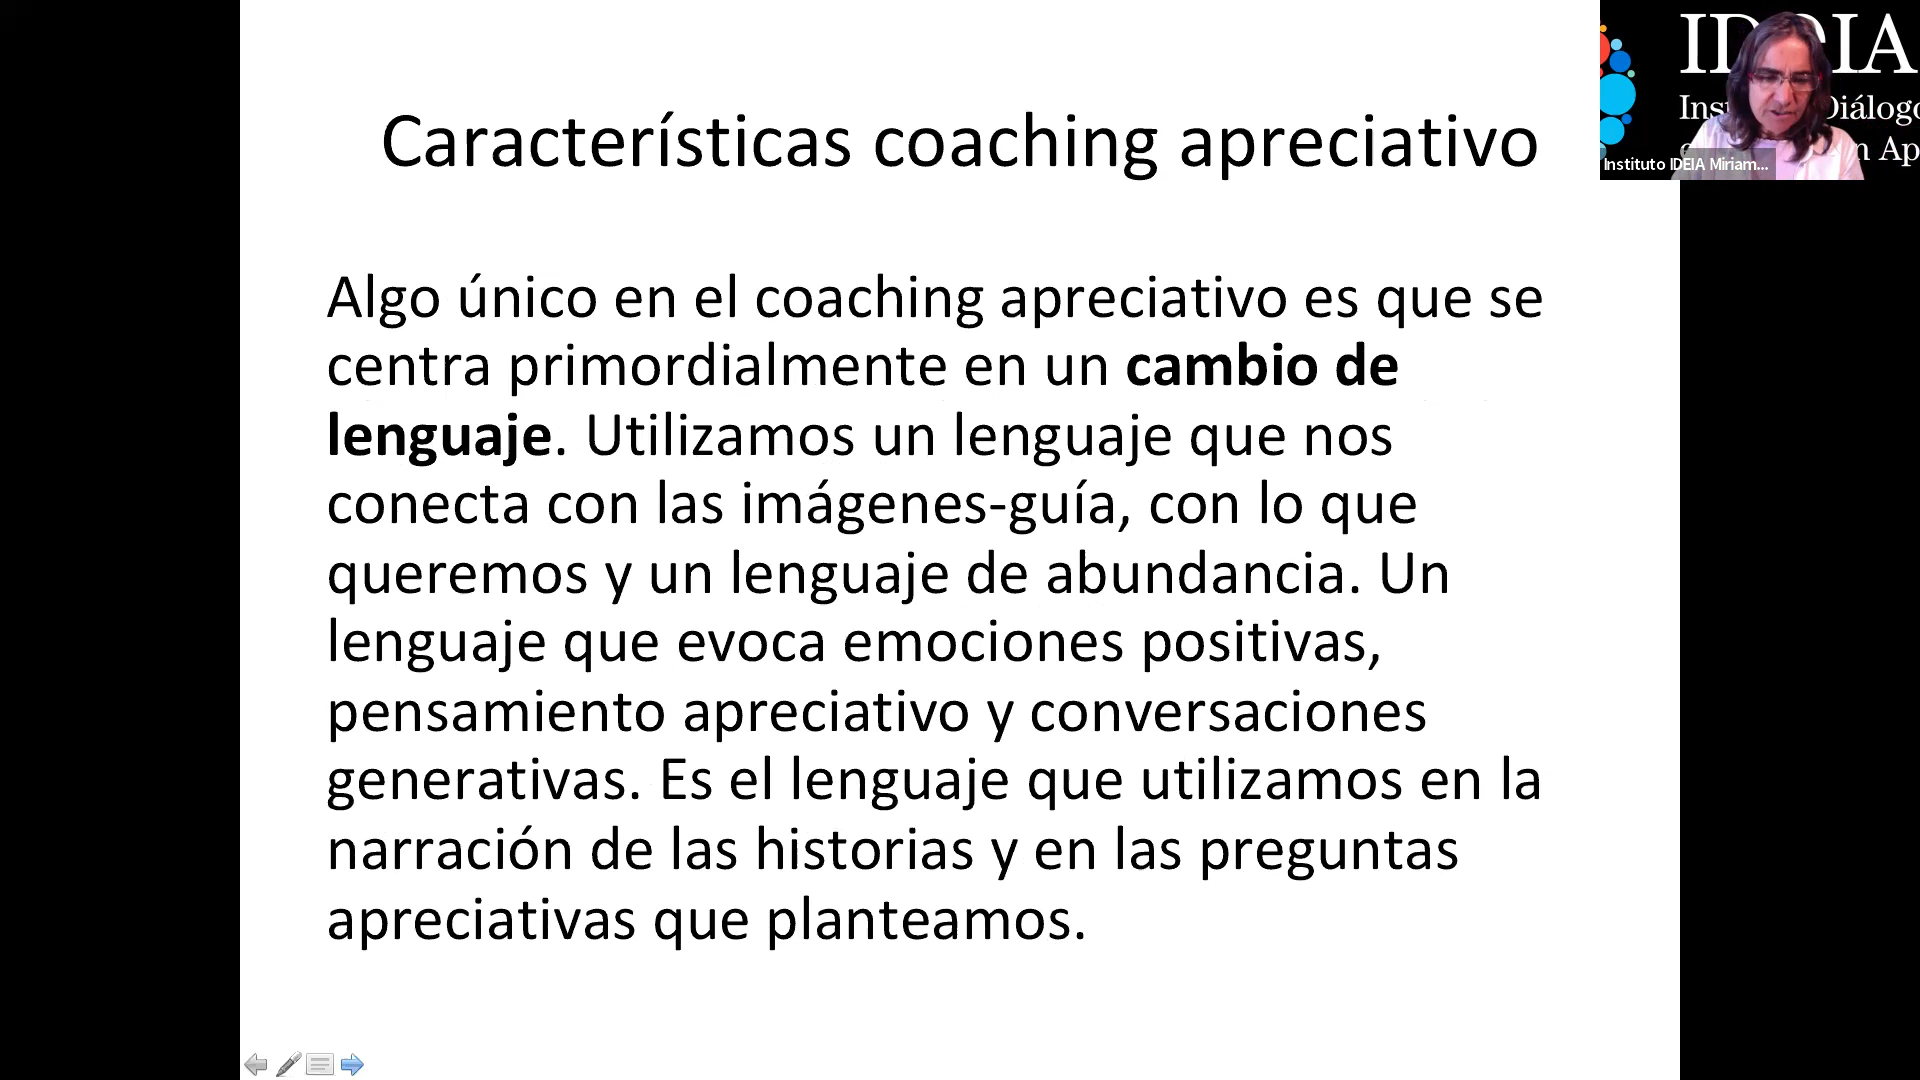 Características coaching apreciativo
Algo único en el coaching apreciativo es que se
centra primordialmente en un cambio de
lenguaje. Utilizamos un lenguaje que nos
conecta con las imágenes-guía, con lo que
queremos y un lenguaje de abundancia. Un
lenguaje que evoca emociones positivas,
pensamiento apreciativo y conversaciones
generativas. Es el lenguaje que utilizamos en la
narración de las historias y en las preguntas
apreciativas que planteamos.
IDEIA
Diálogo
Ap
Instituto IDEIA Miriam...